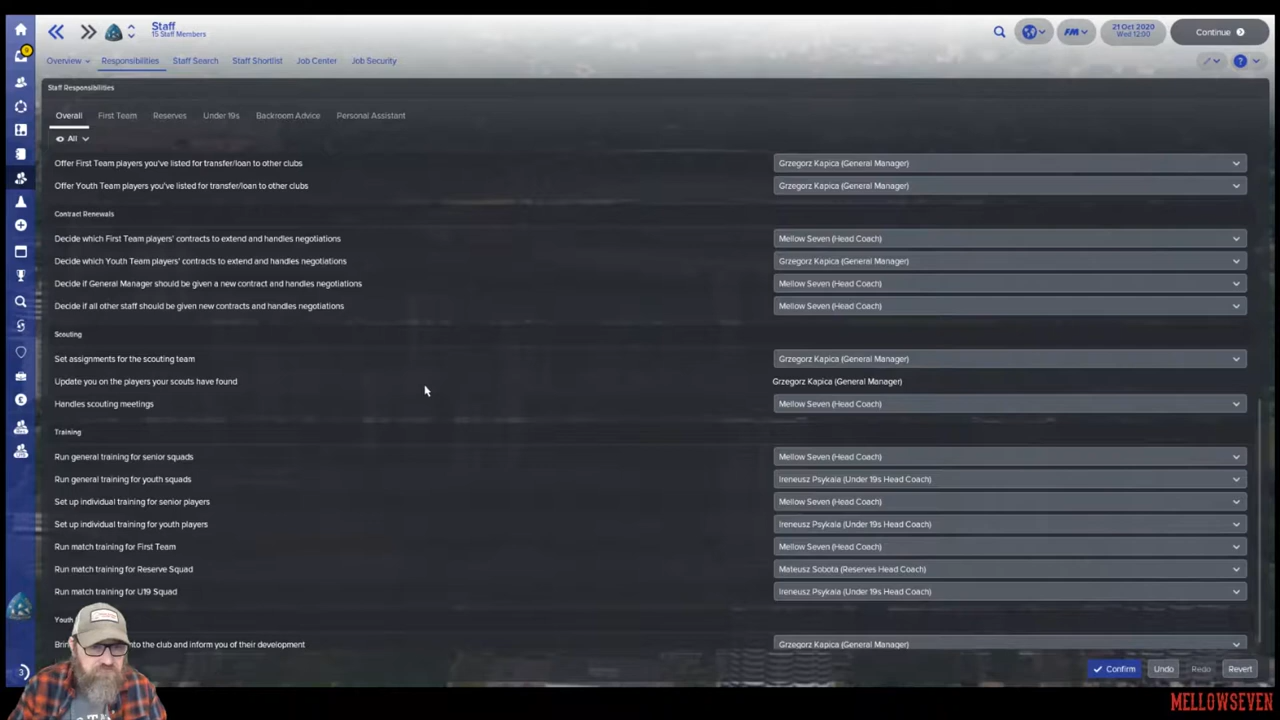 Staff
15 Staff Members
FM
21 Oct 2020
Wed 12:00
Continue
Overview
Responsibilities
Staff Search
Staff Shortlist
Job Center
Job Security
Staff Responsibilities
Overall
First Team
Reserves
Under 19s
Backroom Advice
Personal Assistant
All
Offer First Team players you've listed for transfer/loan to other clubs
Grzegorz Kapica (General Manager)
Offer Youth Team players you've listed for transfer/loan to other clubs
Grzegorz Kapica (General Manager)
Contract Renewals
Decide which First Team players' contracts to extend and handles negotiations
Mellow Seven (Head Coach)
Decide which Youth Team players' contracts to extend and handles negotiations
Grzegorz Kapica (General Manager)
Decide if General Manager should be given a new contract and handles negotiations
Mellow Seven (Head Coach)
Decide if all other staff should be given new contracts and handles negotiations
Mellow Seven (Head Coach)
Scouting
Set assignments for the scouting team
Grzegorz Kapica (General Manager)
Update you on the players your scouts have found
Grzegorz Kapica (General Manager)
Handles scouting meetings
Mellow Seven (Head Coach)
Training
Run general training for senior squads
Mellow Seven (Head Coach)
Run general training for youth squads
Ireneusz Psykala (Under 19s Head Coach)
Set up individual training for senior players
Mellow Seven (Head Coach)
Set up individual training for youth players
Ireneusz Psykala (Under 19s Head Coach)
Run match training for First Team
Mellow Seven (Head Coach)
Run match training for Reserve Squad
Mateusz Sobota (Reserves Head Coach)
Run match training for U19 Squad
Ireneusz Psykala (Under 19s Head Coach)
into the club and inform you of their development
Grzegorz Kapica (General Manager)
Confirm
Undo
Redo
Revert
MELLOWSEVEN